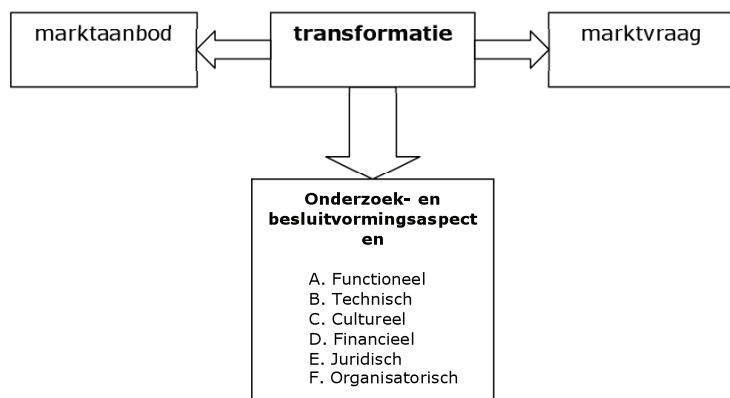 marktaanbod
transformatie
marktvraag
Onderzoek- en
besluitvormingsaspect
en
A. Functioneel
B. Technisch
C. Cultureel
D. Financieel
E. Juridisch
F. Organisatorisch